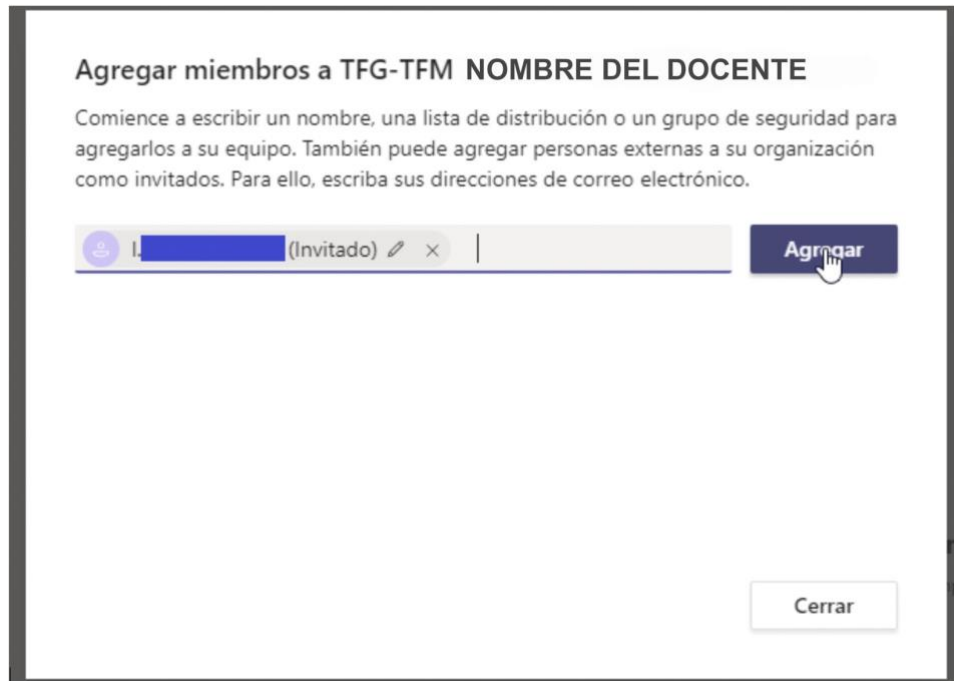 Agregar miembros a TFG-TFM NOMBRE DEL DOCENTE
Comience a escribir un nombre, una lista de distribución o un grupo de seguridad para
agregarlos a su equipo. También puede agregar personas externas a su organización
como invitados. Para ello, escriba sus direcciones de correo electrónico.
I. (Invitado)
Agregar
Cerrar